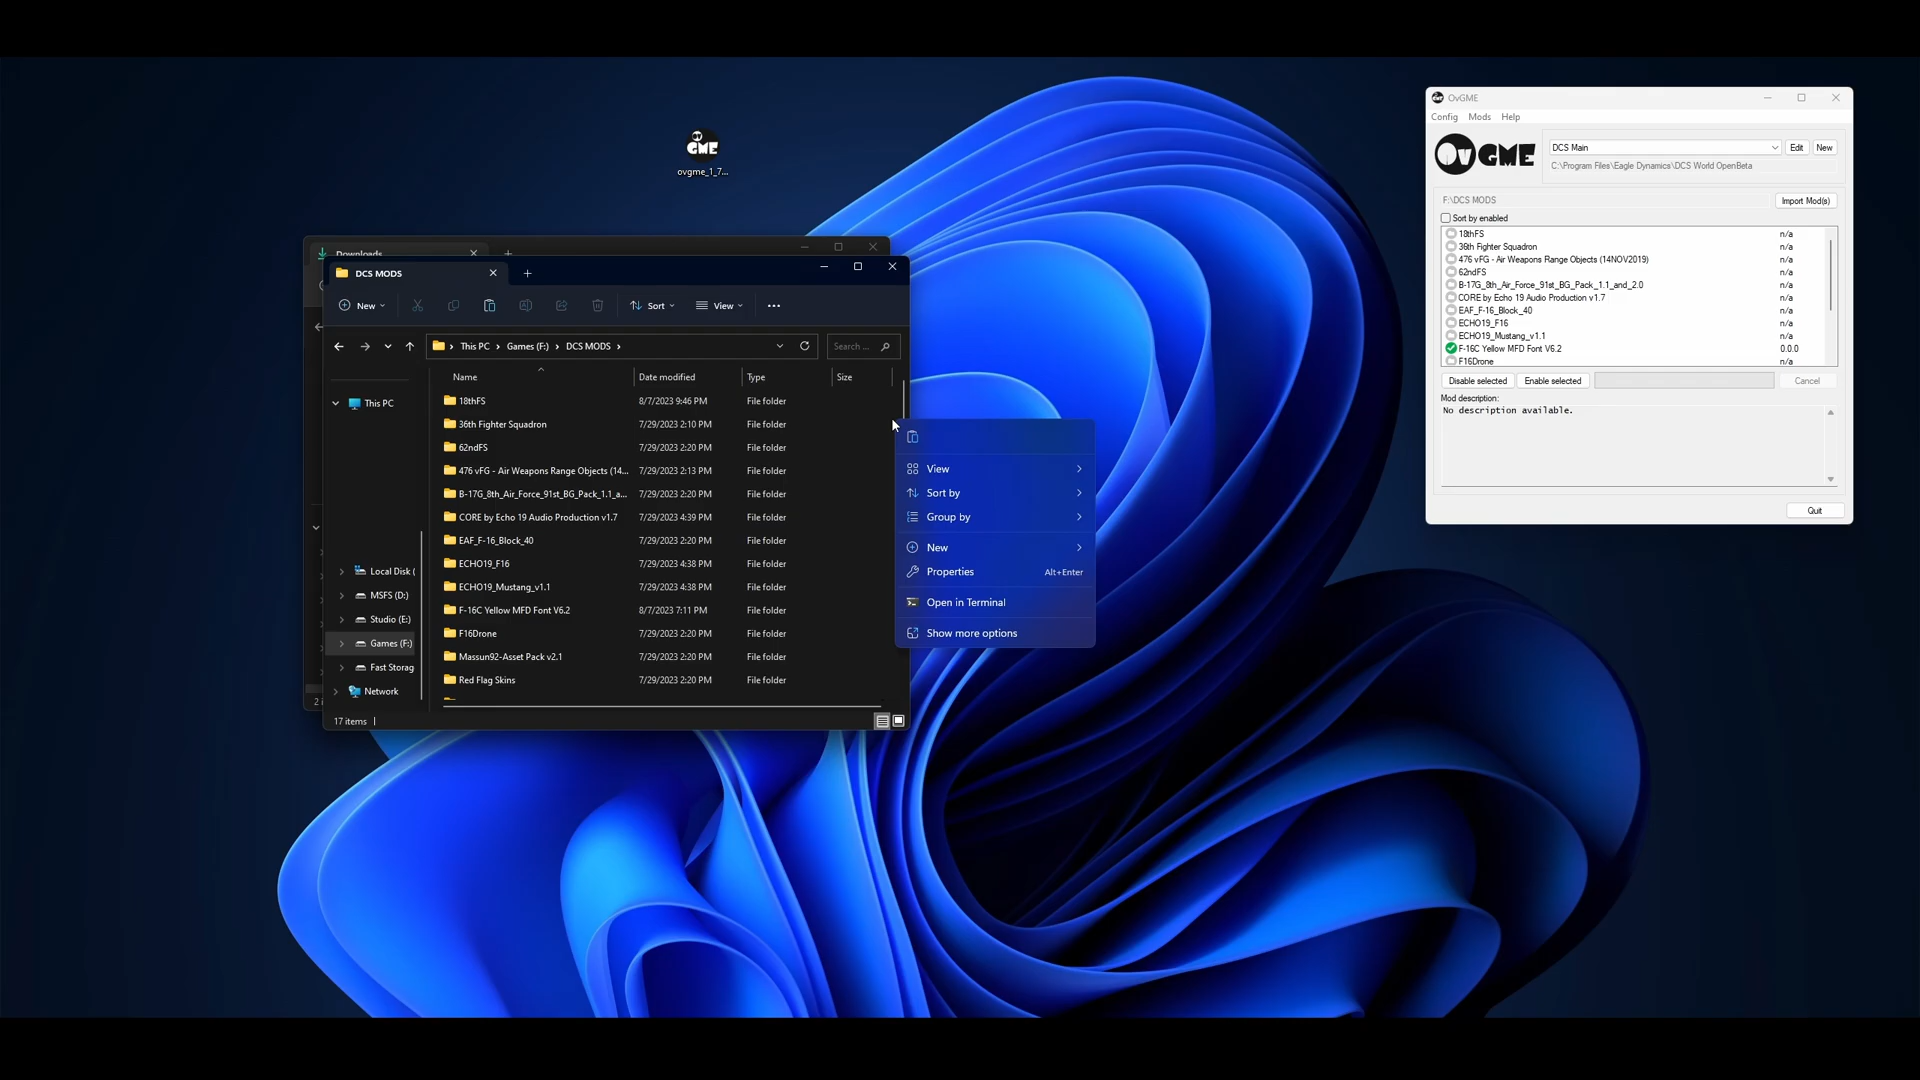 OV
GME
ovgme_1_7...
Downloads
DCS MODS
New
Sort
View
This PC
Games (F:)
DCS MODS
Search ...
Name
Date modified
Type
Size
This PC
Local Disk (
MSFS (D:)
Studio (E:)
Games (F:)
Fast Storag
Network
18thFS 8/7/2023 9:46 PM File folder
36th Fighter Squadron 7/29/2023 2:10 PM File folder
62ndFS 7/29/2023 2:20 PM File folder
476 vFG - Air Weapons Range Objects (14... 7/29/2023 2:13 PM File folder
B-17G_8th_Air_Force_91st_BG_Pack_1.1_a... 7/29/2023 2:20 PM File folder
CORE by Echo 19 Audio Production v1.7 7/29/2023 4:39 PM File folder
EAF_F-16_Block_40 7/29/2023 2:20 PM File folder
ECHO19_F16 7/29/2023 4:38 PM File folder
ECHO19_Mustang_v1.1 7/29/2023 4:38 PM File folder
F-16C Yellow MFD Font V6.2 8/7/2023 7:11 PM File folder
F16Drone 7/29/2023 2:20 PM File folder
Massun92-Asset Pack v2.1 7/29/2023 2:20 PM File folder
Red Flag Skins 7/29/2023 2:20 PM File folder
17 items
View
Sort by
Group by
New
Properties Alt+Enter
Open in Terminal
Show more options
OvGME
Config Mods Help
OvGME
DCS Main
Edit
New
C:\Program Files\Eagle Dynamics\DCS World OpenBeta
F:\DCS MODS
Import Mod(s)
Sort by enabled
18thFS n/a
36th Fighter Squadron n/a
476 vFG - Air Weapons Range Objects (14NOV2019) n/a
62ndFS n/a
B-17G_8th_Air_Force_91st_BG_Pack_1.1_and_2.0 n/a
CORE by Echo 19 Audio Production v1.7 n/a
EAF_F-16_Block_40 n/a
ECHO19_F16 n/a
ECHO19_Mustang_v1.1 n/a
F-16C Yellow MFD Font V6.2 0.0.0
F16Drone n/a
Disable selected
Enable selected
Cancel
Mod description:
No description available.
Quit